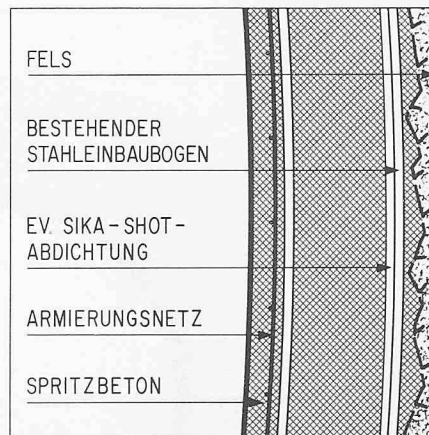 FELS
BESTEHENDER
STAHLEINBAUBOGEN
EV. SIKA-SHOT-
ABDICHTUNG
ARMIERUNGSNETZ
SPRITZBETON